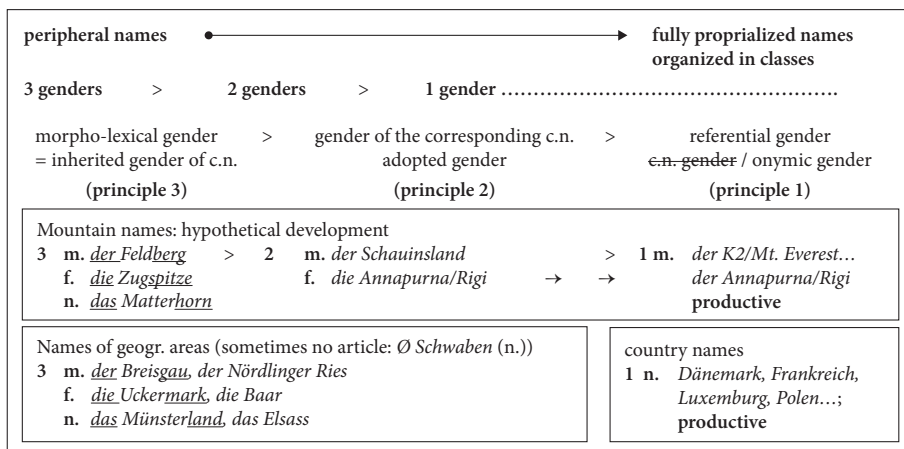 peripheral names fully proprialized names
organized in classes
3 genders > 2 genders > 1 gender ……………………………………………….
morpho-lexical gender > gender of the corresponding c.n. > referential gender
= inherited gender of c.n. adopted gender c.n. gender / onymic gender
(principle 3) (principle 2) (principle 1)
Mountain names: hypothetical development
3 m. der Feldberg > 2 m. der Schauinsland > 1 m. der K2/Mt. Everest…
f. die Zugspitze f. die Annapurna/Rigi → → der Annapurna/Rigi
n. das Matterhorn productive
Names of geogr. areas (sometimes no article: Ø Schwaben (n.))
3 m. der Breisgau, der Nördlinger Ries
f. die Uckermark, die Baar
n. das Münsterland, das Elsass
country names
1 n. Dänemark, Frankreich,
Luxemburg, Polen…;
productive